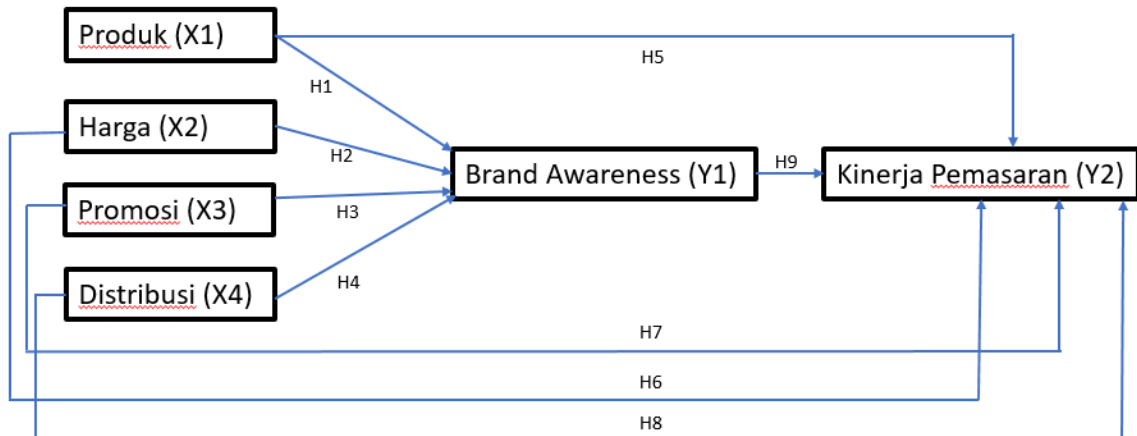 Produk (X1)
H5
H1
Harga (X2)
H2
Brand Awareness (Y1)
H9
Kinerja Pemasaran (Y2)
Promosi (X3)
H3
H4
Distribusi (X4)
H7
H6
H8